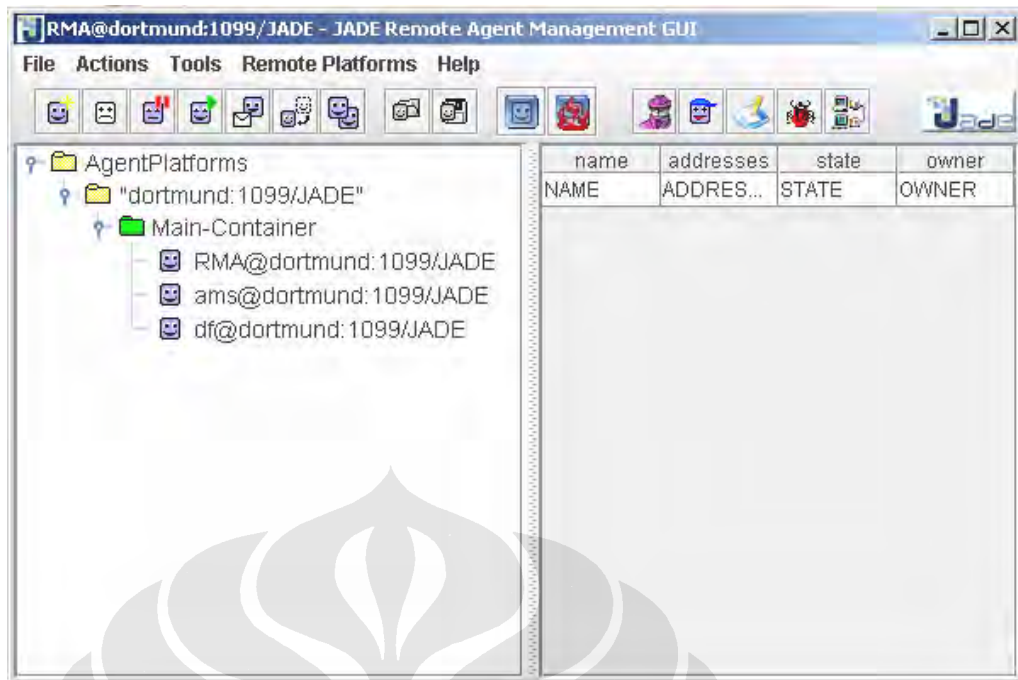 RMA@dortmund:1099/JADE - JADE Remote Agent Management GUI
File Actions Tools Remote Platforms Help
Jade
AgentPlatforms
"dortmund:1099/JADE"
Main-Container
RMA@dortmund:1099/JADE
ams@dortmund:1099/JADE
df@dortmund:1099/JADE
name addresses state owner
NAME ADDRES... STATE OWNER